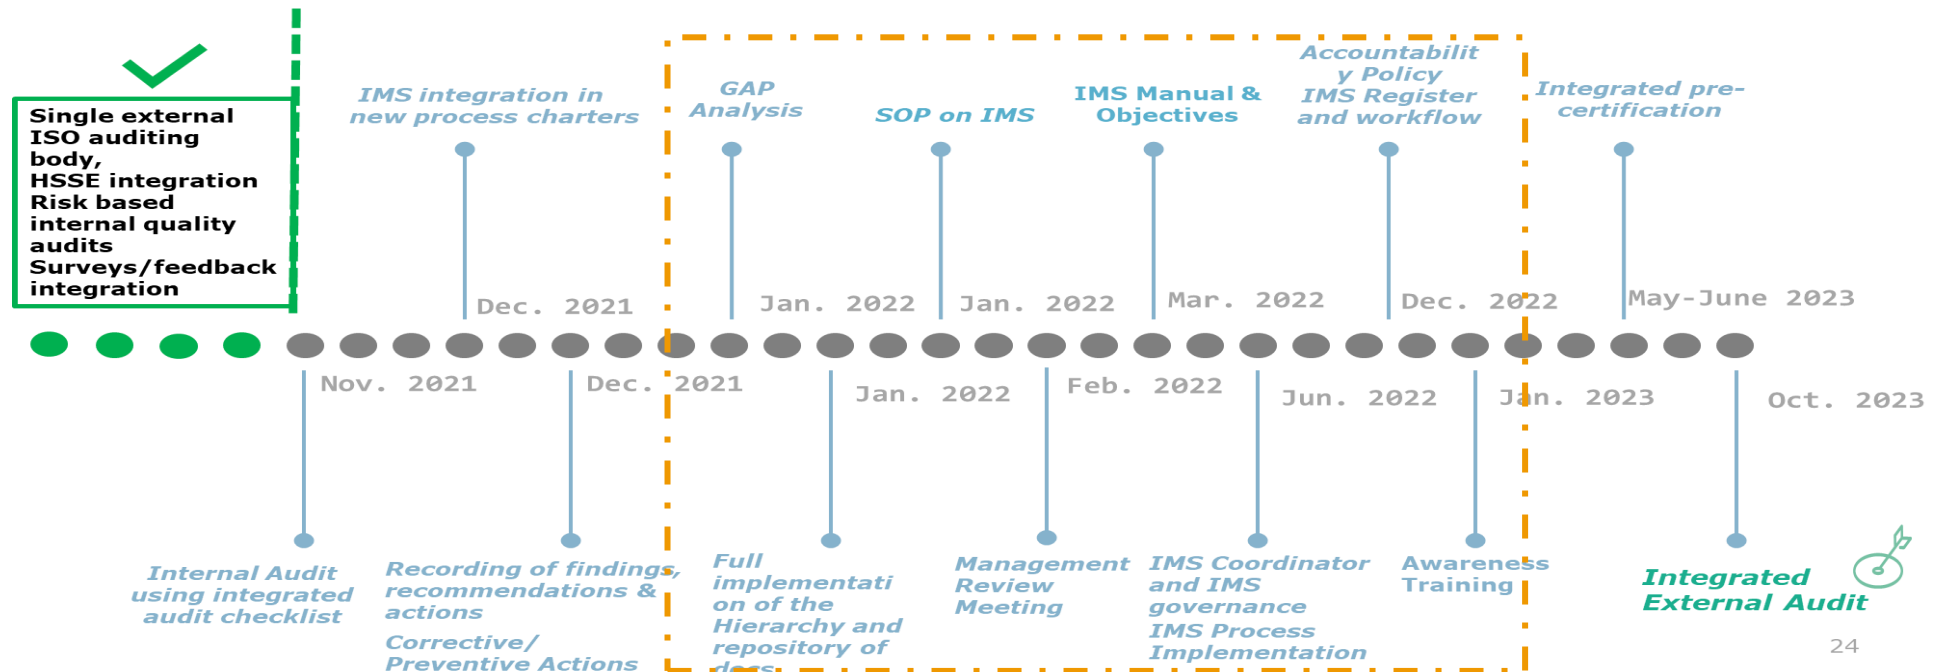 Single external
ISO auditing
body,
HSSE integration
Risk based
internal quality
audits
Surveys/feedback
integration
IMS integration in
new process charters
GAP
Analysis
SOP on IMS
IMS Manual &
Objectives
Accountabilit
y Policy
IMS Register
and workflow
Integrated pre-
certification
Dec. 2021
Jan. 2022
Jan. 2022
Mar. 2022
Dec. 2022
May-June 2023
Nov. 2021
Dec. 2021
Jan. 2022
Feb. 2022
Jun. 2022
Jan. 2023
Oct. 2023
Internal Audit
using integrated
audit checklist
Recording of findings,
recommendations &
actions
Corrective/
Preventive Actions
Full
implementati
on of the
Hierarchy and
repository of
docs
Management
Review
Meeting
IMS Coordinator
and IMS
governance
IMS Process
Implementation
Awareness
Training
Integrated
External Audit
24